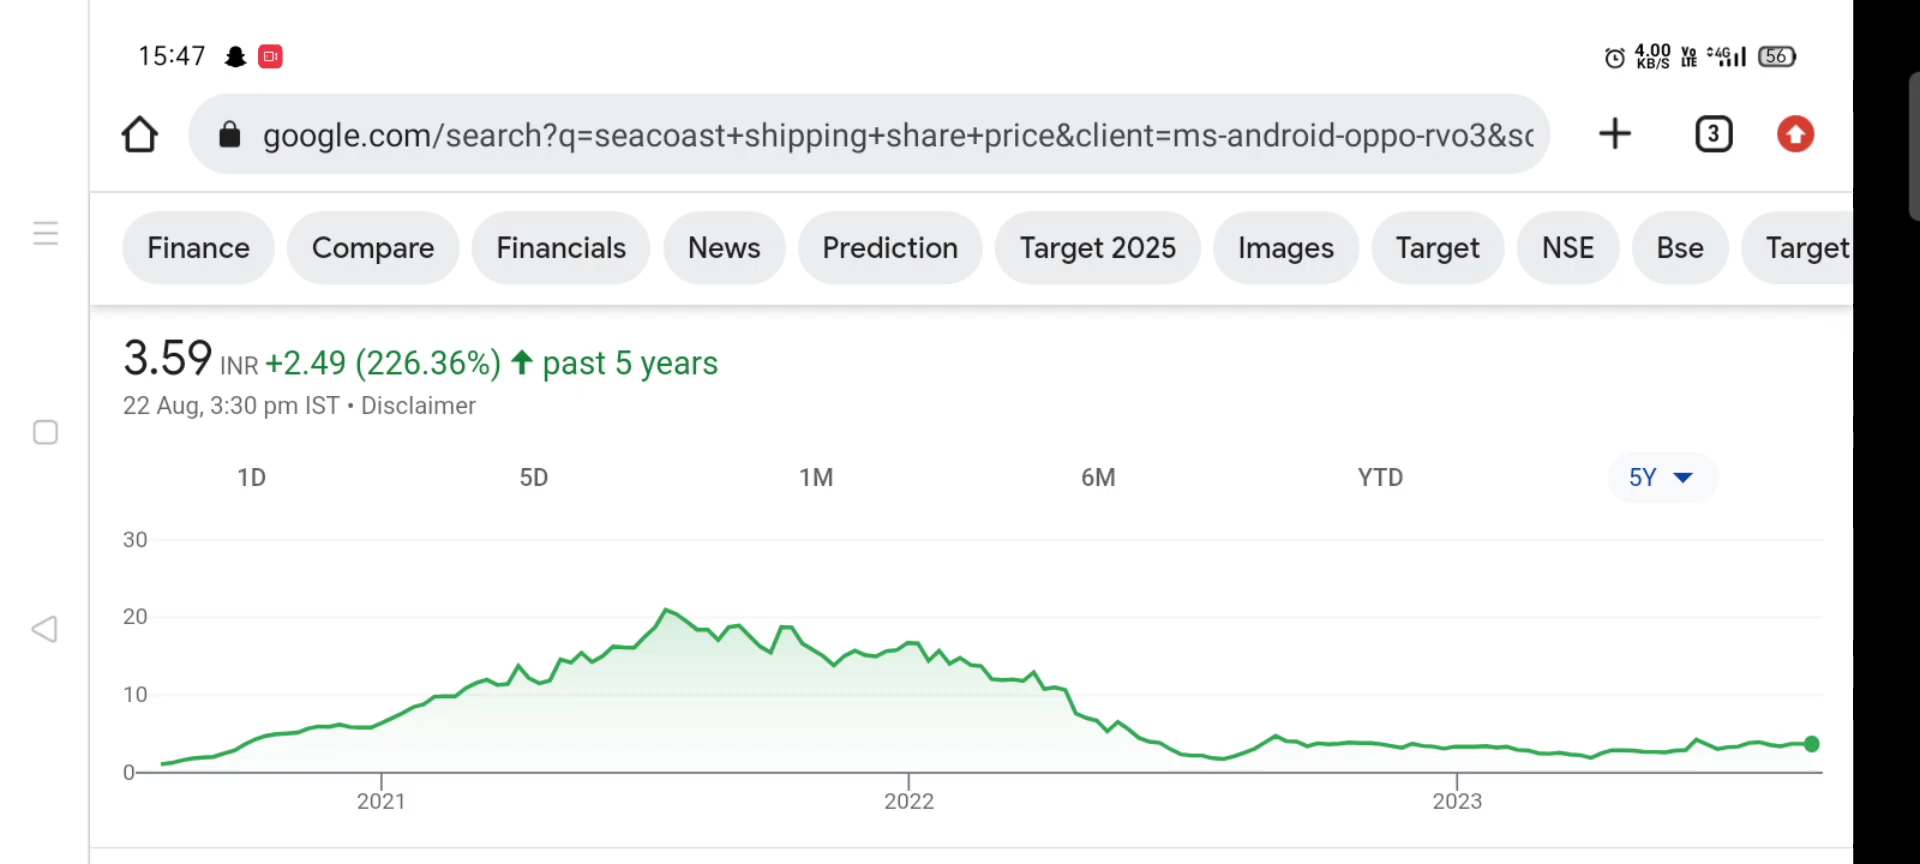 15:47 4.00 KB/S Vo LTE 4G 56
google.com/search?q=seacoast+shipping+share+price&client=ms-android-oppo-rvo3&sc 3
Finance Compare Financials News Prediction Target 2025 Images Target NSE Bse Target
3.59 INR +2.49 (226.36%) ↑ past 5 years
22 Aug, 3:30 pm IST • Disclaimer
1D 5D 1M 6M YTD 5Y
30
20
10
0
2021 2022 2023